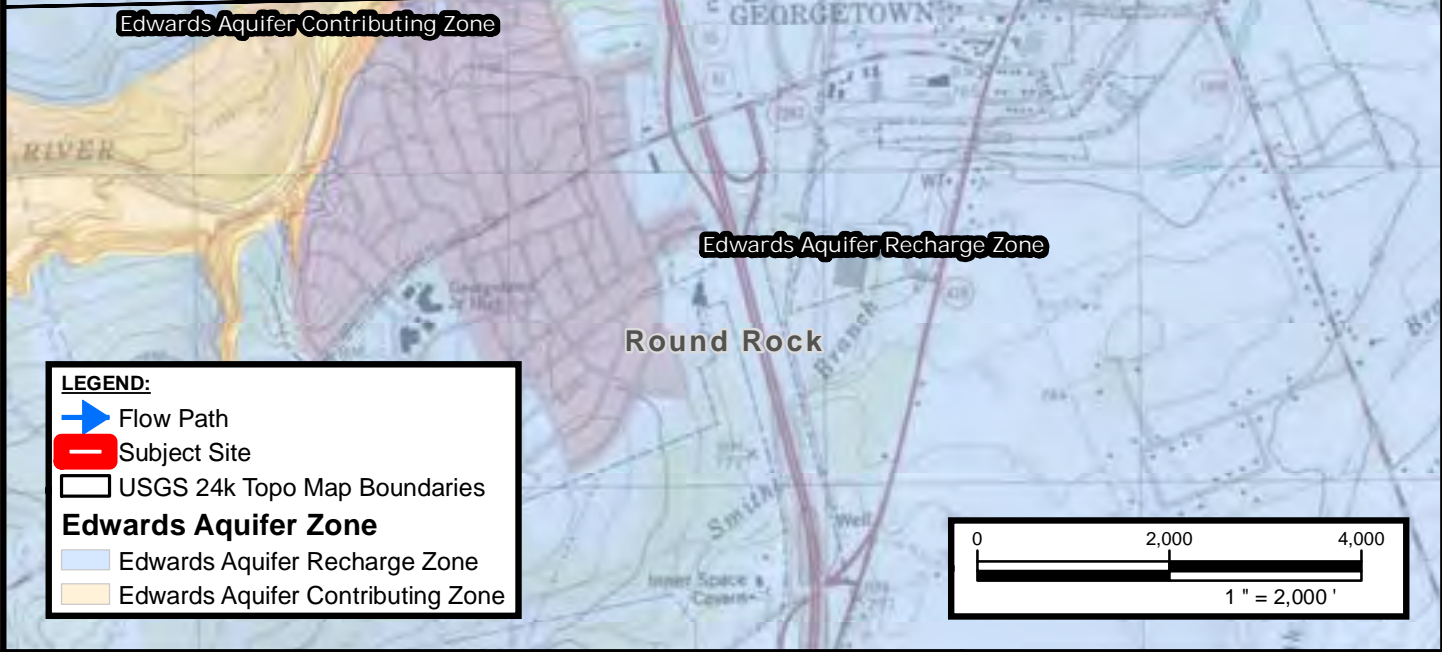 Edwards Aquifer Contributing Zone
GEORGETOWN
RIVER
WT
Edwards Aquifer Recharge Zone
Georgetown
Round Rock
Branch
Smith
Well
Inner Space
Cavern
LEGEND:
Flow Path
Subject Site
USGS 24k Topo Map Boundaries
Edwards Aquifer Zone
Edwards Aquifer Recharge Zone
Edwards Aquifer Contributing Zone
0 2,000 4,000
1 " = 2,000 '